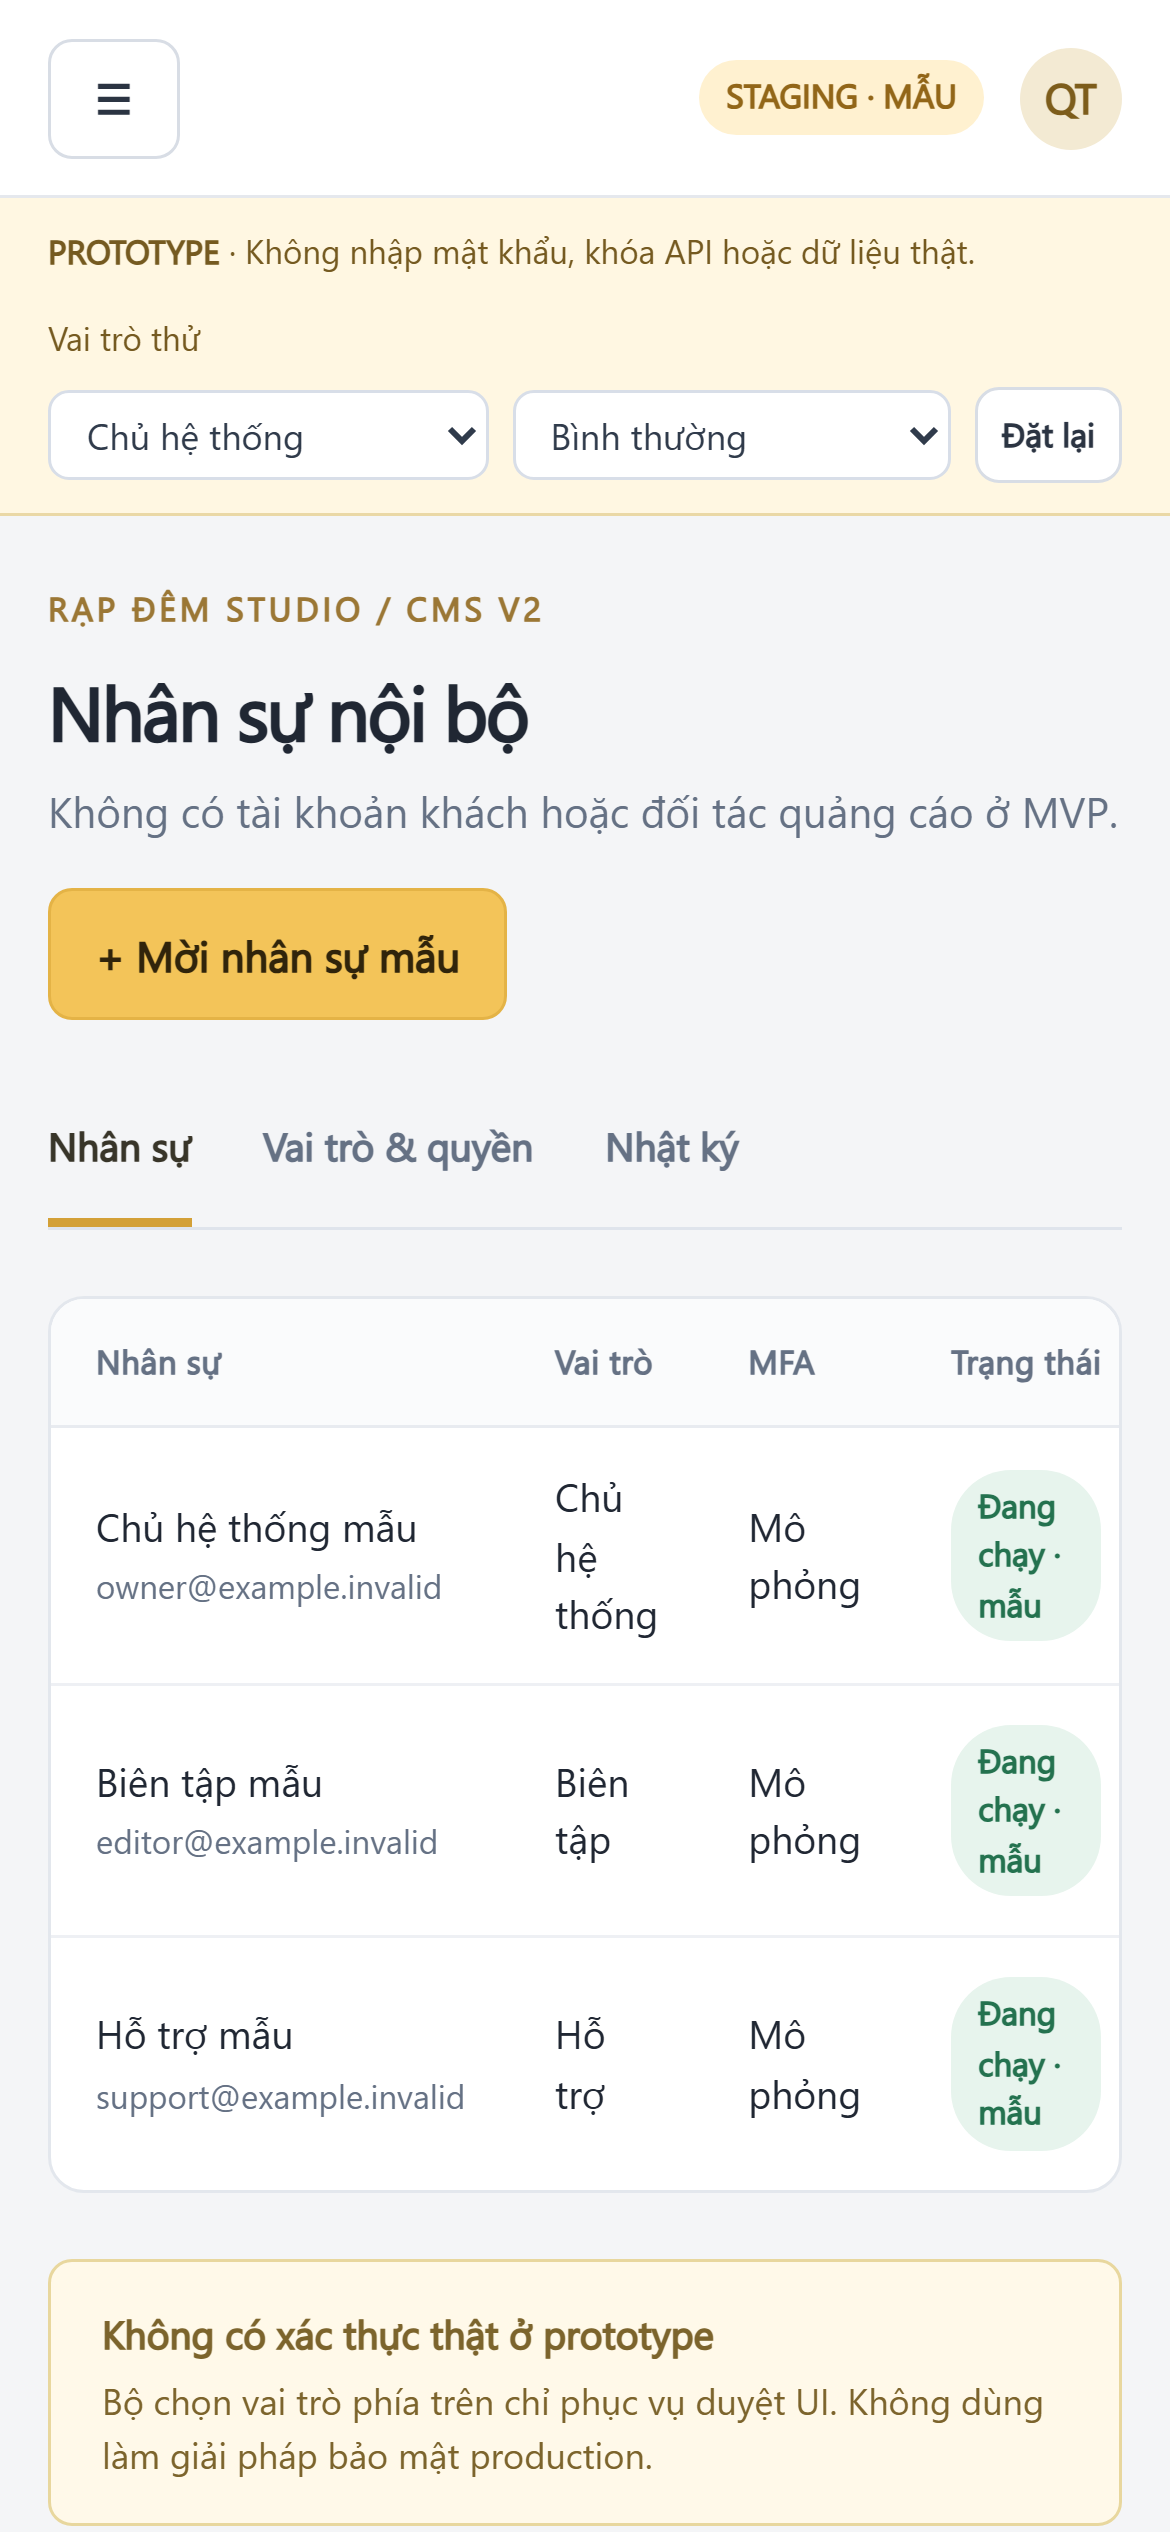 ☰
STAGING · MẪU
QT
PROTOTYPE · Không nhập mật khẩu, khóa API hoặc dữ liệu thật.
Vai trò thử
Chủ hệ thống
Bình thường
Đặt lại
RẠP ĐÊM STUDIO / CMS V2
Nhân sự nội bộ
Không có tài khoản khách hoặc đối tác quảng cáo ở MVP.
+ Mời nhân sự mẫu
Nhân sự
Vai trò & quyền
Nhật ký
Nhân sự
Vai trò
MFA
Trạng thái
Chủ hệ thống mẫu
owner@example.invalid
Chủ
hệ
thống
Mô
phỏng
Đang
chạy ·
mẫu
Biên tập mẫu
editor@example.invalid
Biên
tập
Mô
phỏng
Đang
chạy ·
mẫu
Hỗ trợ mẫu
support@example.invalid
Hỗ
trợ
Mô
phỏng
Đang
chạy ·
mẫu
Không có xác thực thật ở prototype
Bộ chọn vai trò phía trên chỉ phục vụ duyệt UI. Không dùng
làm giải pháp bảo mật production.